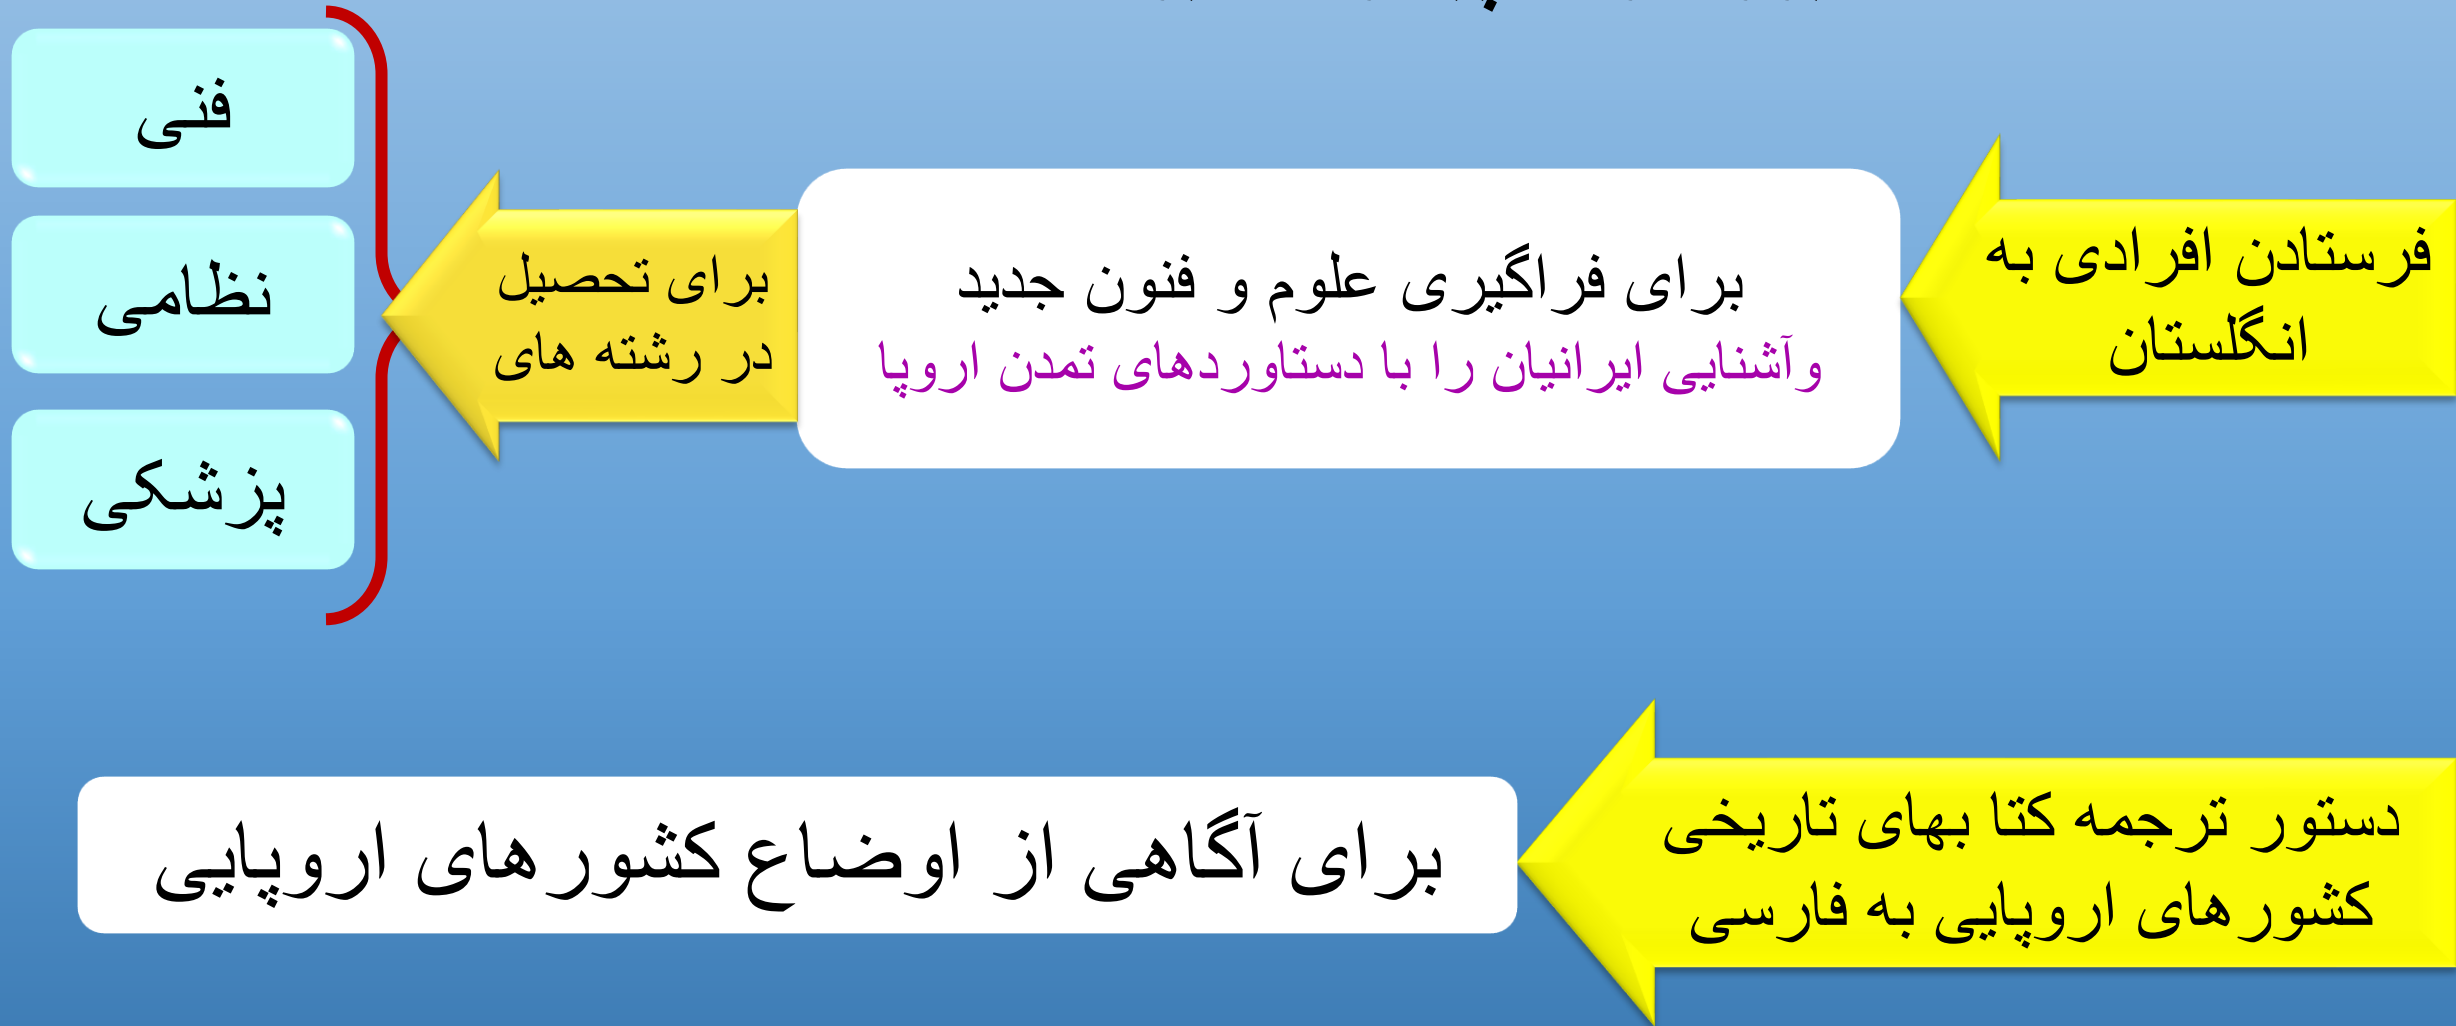 فرستادن افرادی به
انگلستان
برای فراگیری علوم و فنون جدید
وآشنایی ایرانیان را با دستاوردهای تمدن اروپا
برای تحصیل
در رشته های
فنی
نظامی
پزشکی
دستور ترجمه کتا بهای تاریخی
کشورهای اروپایی به فارسی
برای آگاهی از اوضاع کشورهای اروپایی